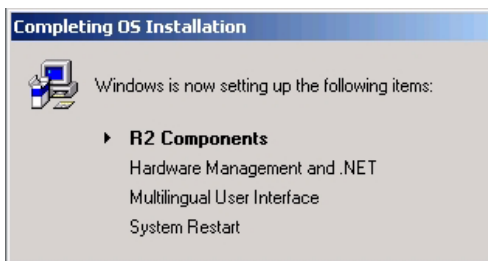 Completing OS Installation
Windows is now setting up the following items:
R2 Components
Hardware Management and .NET
Multilingual User Interface
System Restart